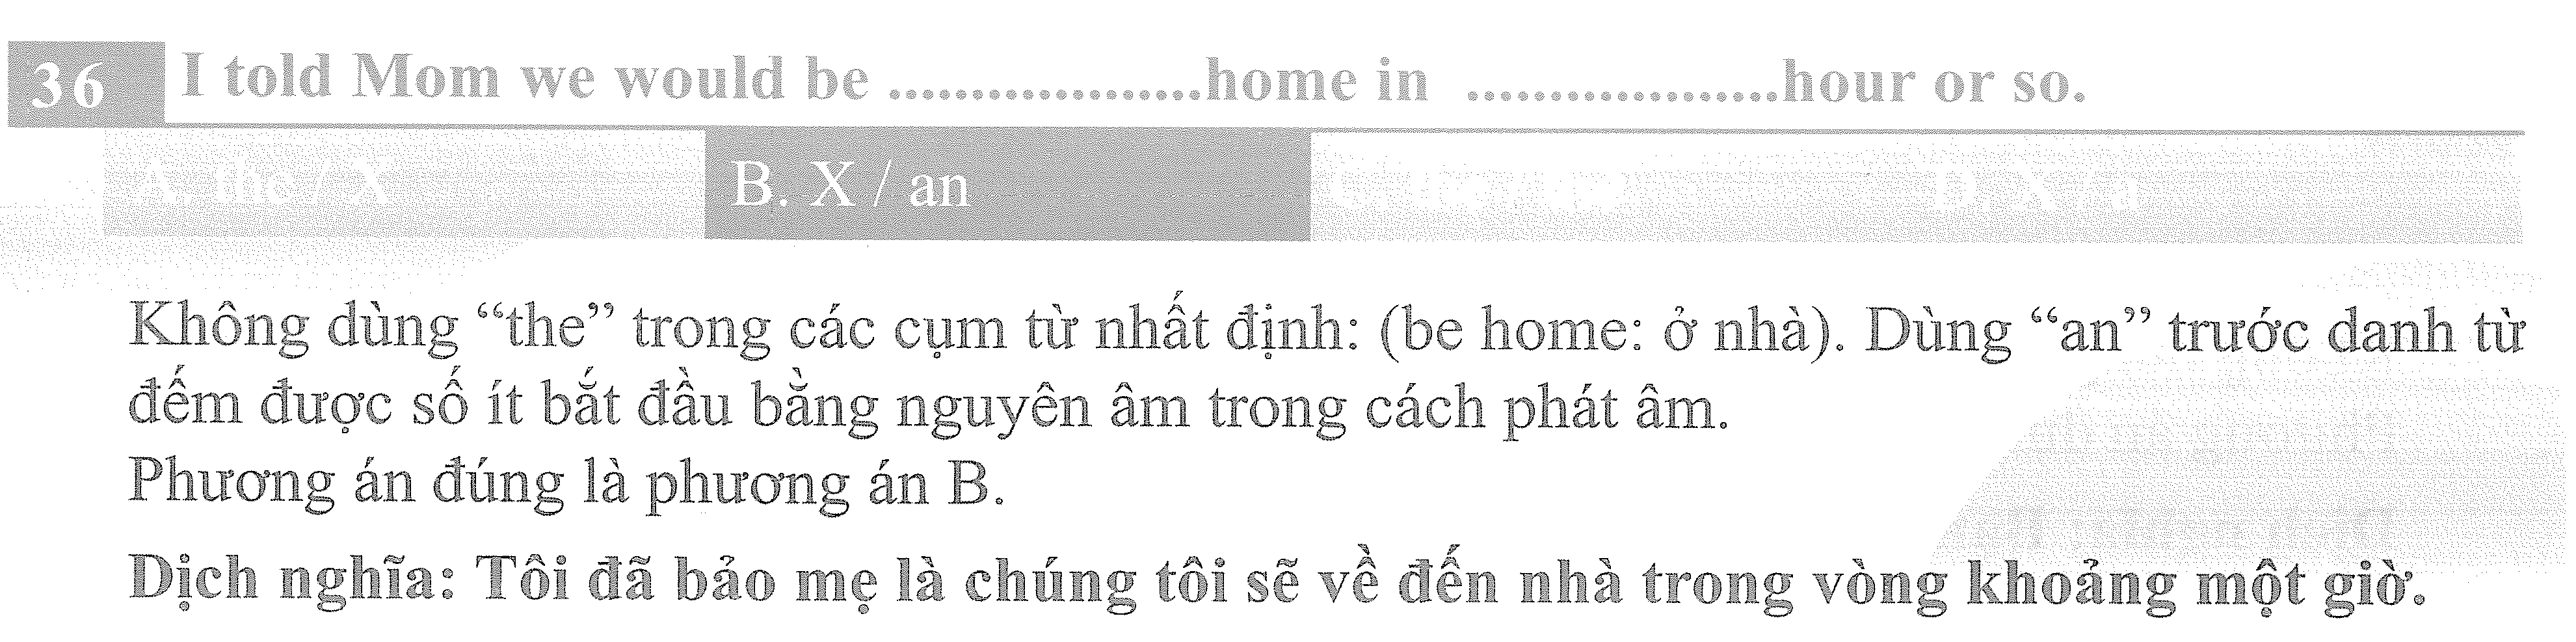 36 I told Mom we would be ..................home in ..................hour or so.
A. the / X B. X / an D. X / a
Không dùng “the” trong các cụm từ nhất định: (be home: ở nhà). Dùng “an” trước danh từ
đếm được số ít bắt đầu bằng nguyên âm trong cách phát âm.
Phương án đúng là phương án B.
Dịch nghĩa: Tôi đã bảo mẹ là chúng tôi sẽ về đến nhà trong vòng khoảng một giờ.